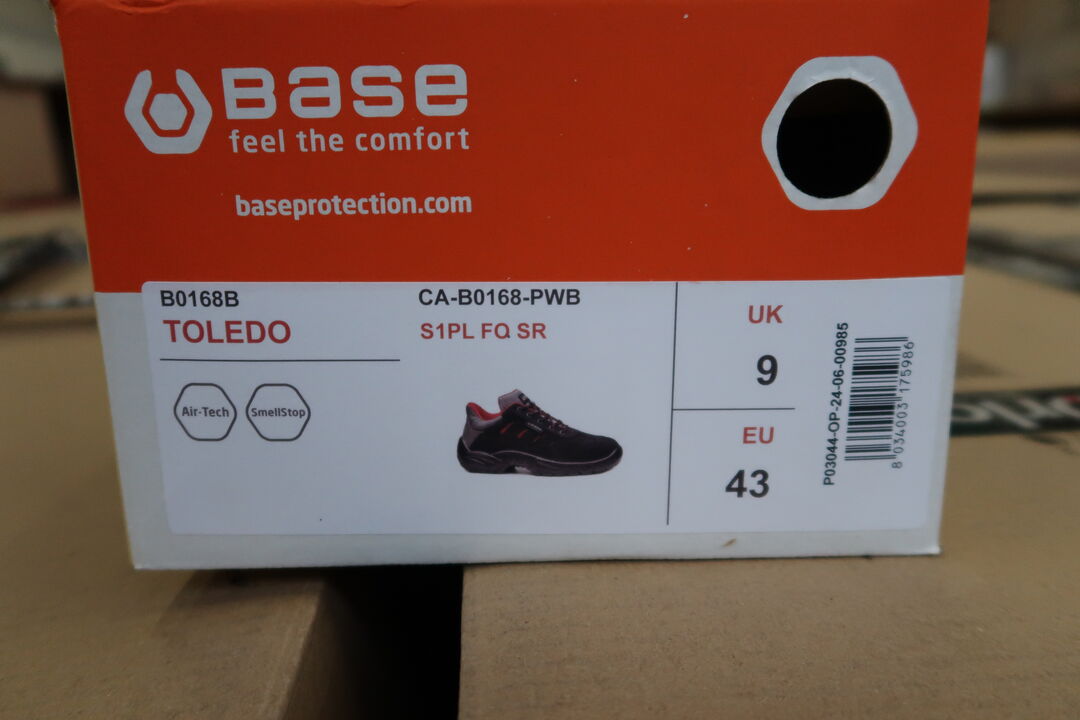 BASE
feel the comfort
baseprotection.com
B0168B
TOLEDO
CA-B0168-PWB
S1PL FQ SR
Air-Tech
SmellStop
UK
9
EU
43
P03044-OP-24-06-00985
8 034003 175986